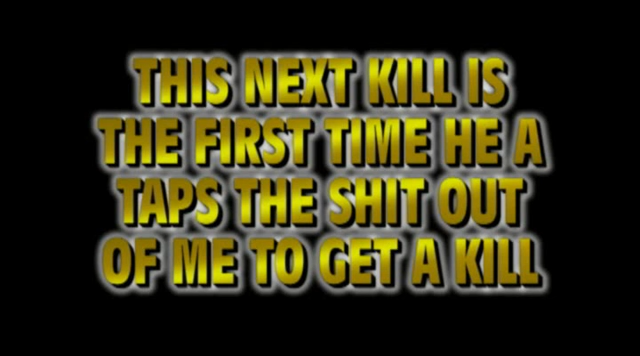 THIS NEXT KILL IS
THE FIRST TIME HE A
TAPS THE SHIT OUT
OF ME TO GET A KILL